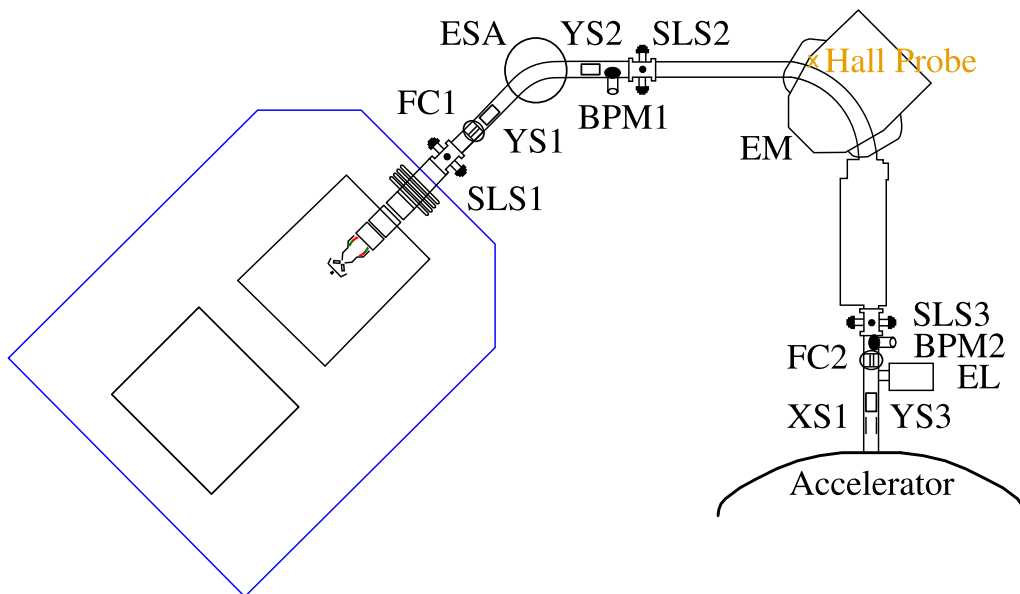 ESA YS2 SLS2
x Hall Probe
FC1
BPM1
YS1
EM
SLS1
SLS3
BPM2
FC2
EL
XS1 YS3
Accelerator